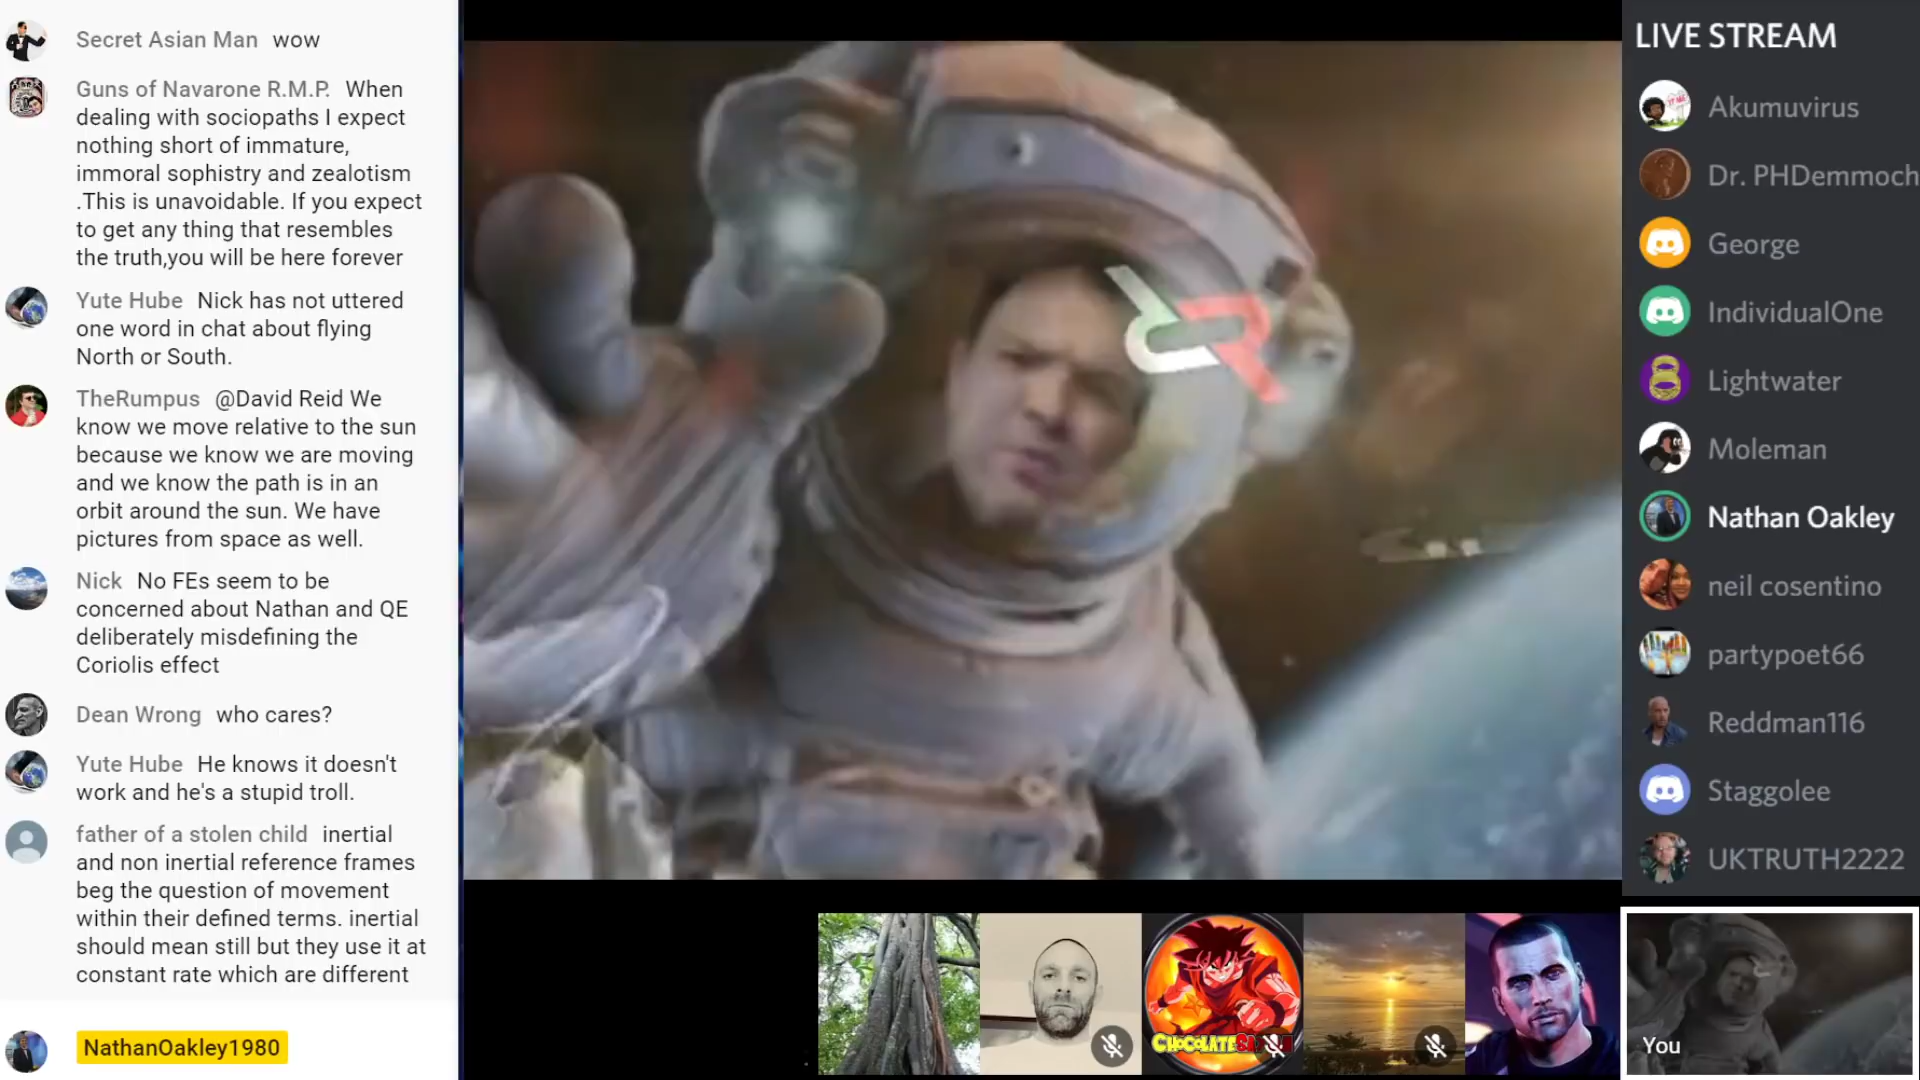 Secret Asian Man wow
Guns of Navarone R.M.P. When
dealing with sociopaths I expect
nothing short of immature,
immoral sophistry and zealotism
.This is unavoidable. If you expect
to get any thing that resembles
the truth,you will be here forever
Yute Hube Nick has not uttered
one word in chat about flying
North or South.
TheRumpus @David Reid We
know we move relative to the sun
because we know we are moving
and we know the path is in an
orbit around the sun. We have
pictures from space as well.
Nick No FEs seem to be
concerned about Nathan and QE
deliberately misdefining the
Coriolis effect
Dean Wrong who cares?
Yute Hube He knows it doesn't
work and he's a stupid troll.
father of a stolen child inertial
and non inertial reference frames
beg the question of movement
within their defined terms. inertial
should mean still but they use it at
constant rate which are different
NathanOakley1980
LIVE STREAM
Akumuvirus
Dr. PHDemmoch
George
IndividualOne
Lightwater
Moleman
Nathan Oakley
neil cosentino
partypoet66
Reddman116
Staggolee
UKTRUTH2222
You